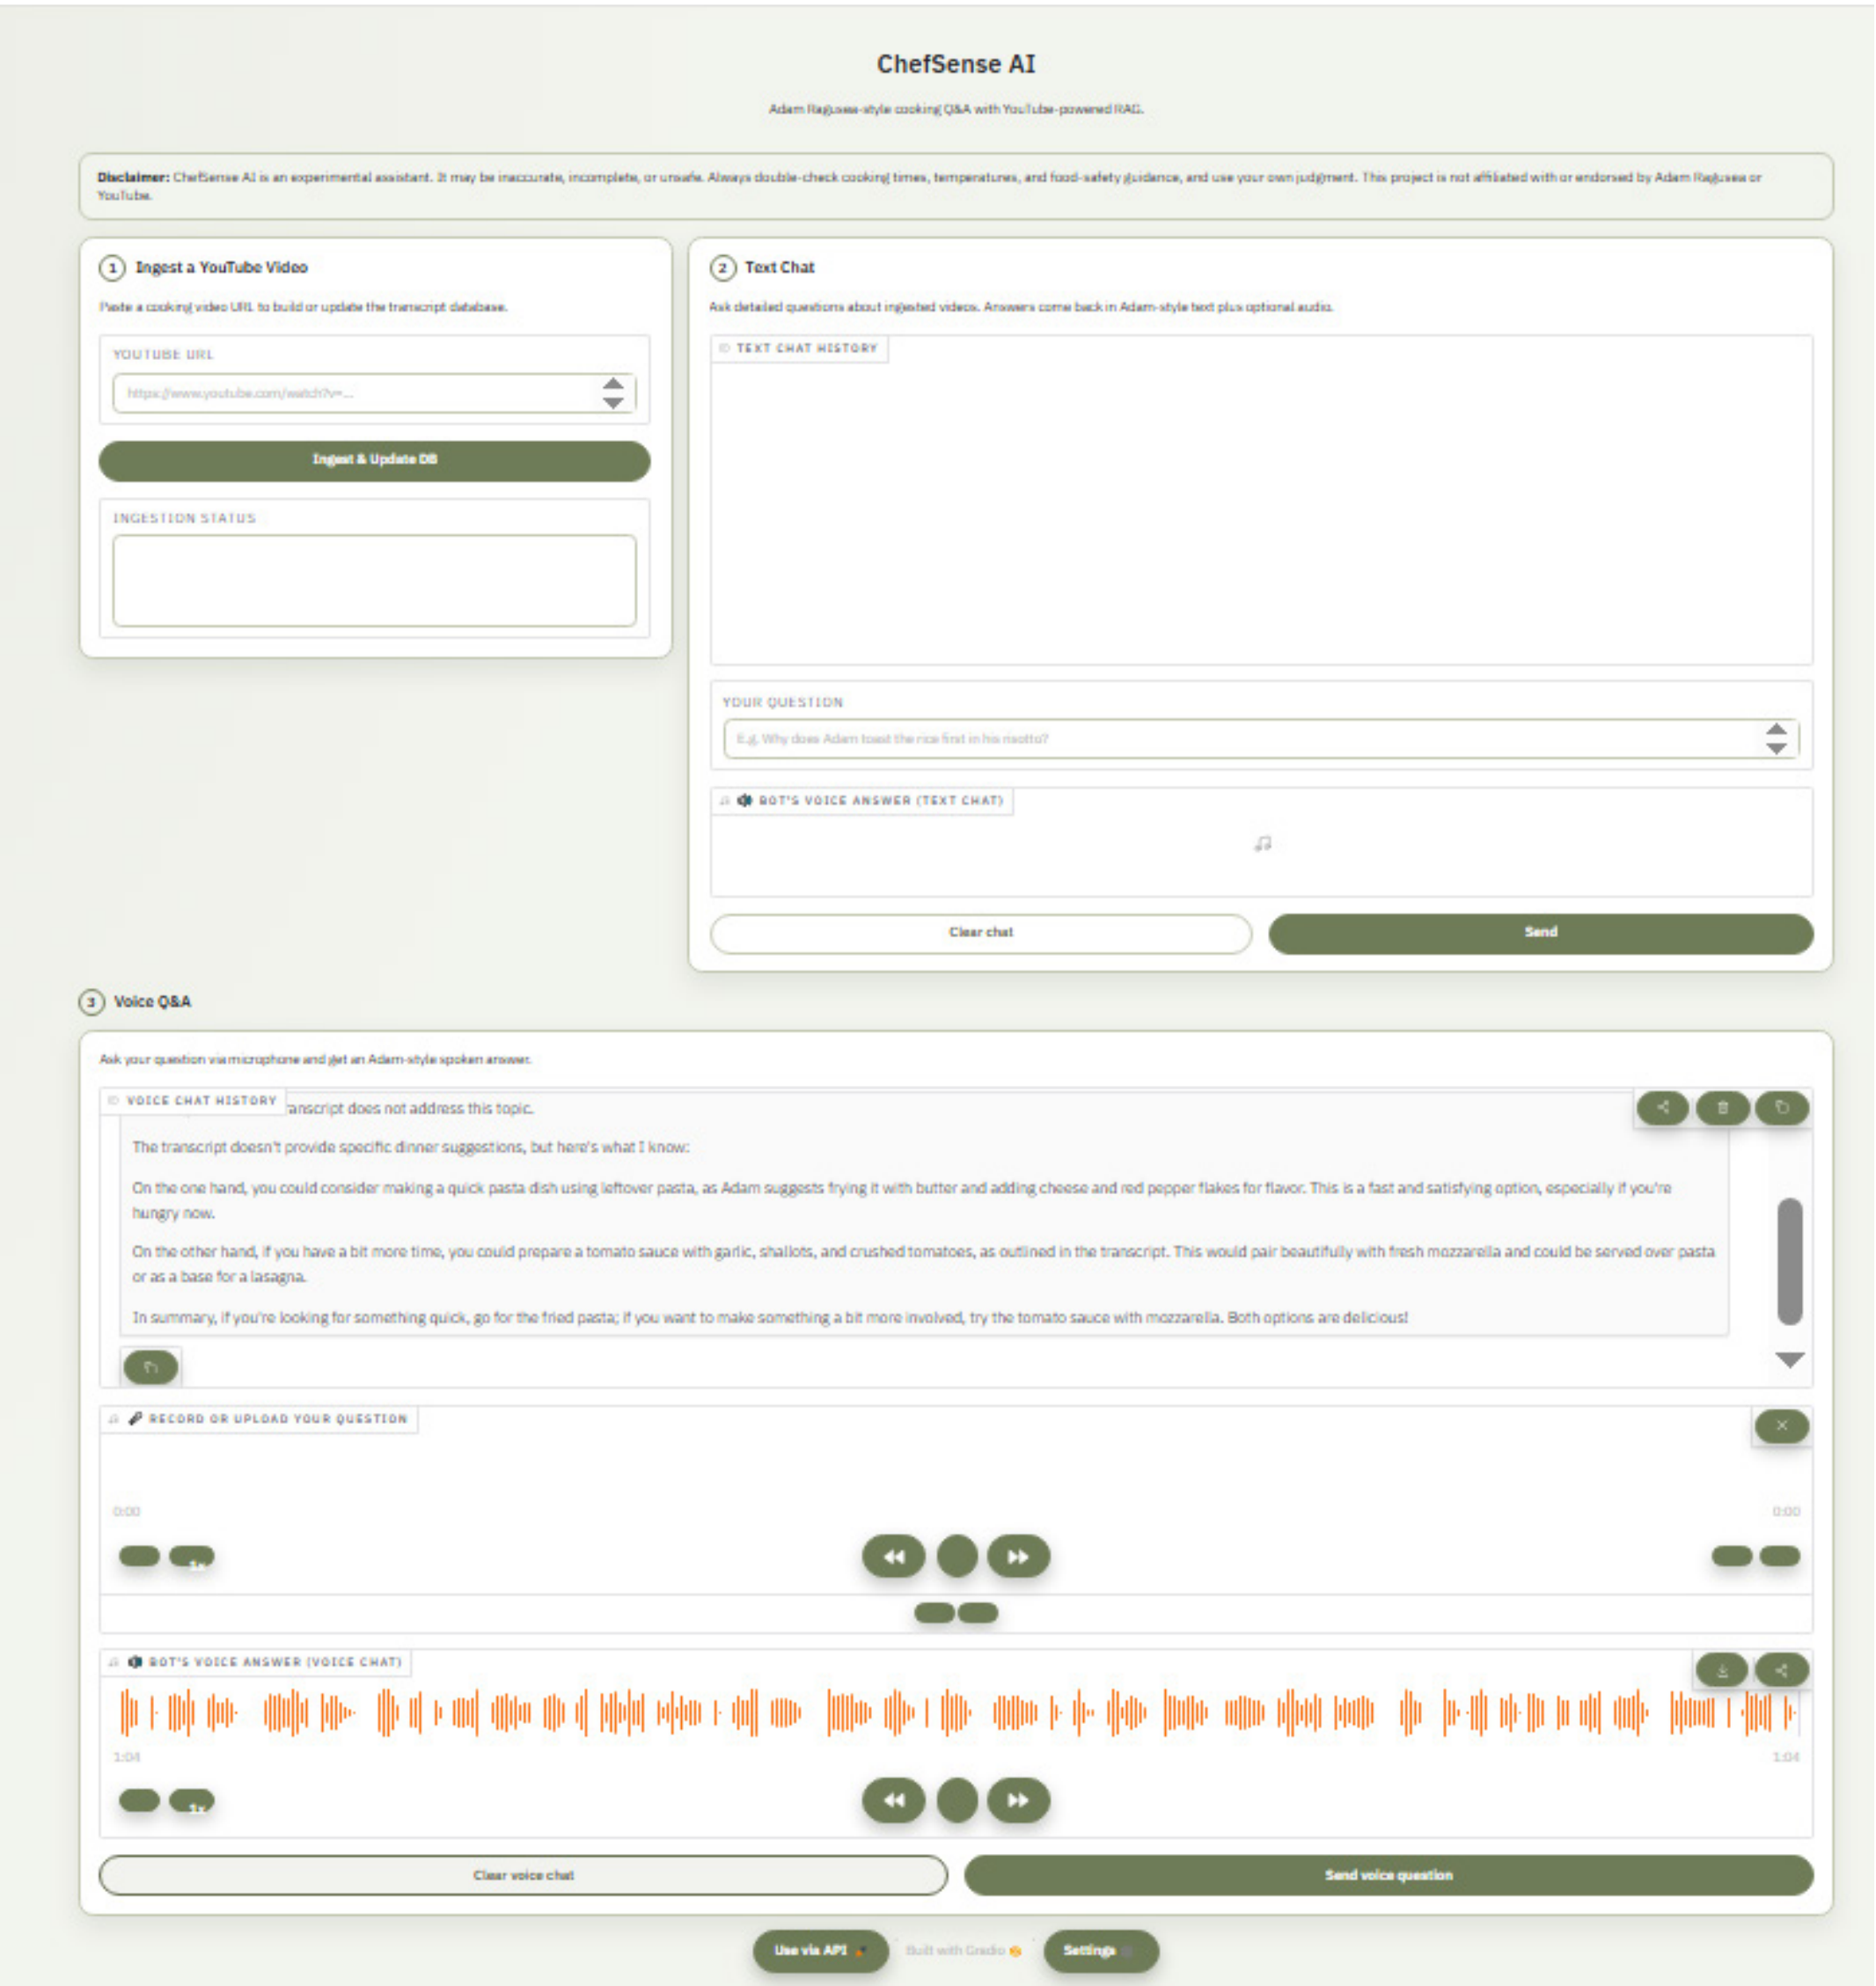 ChefSense AI
Adam Ragusea-style cooking Q&A with YouTube-powered RAG.
Disclaimer: ChefSense AI is an experimental assistant. It may be inaccurate, incomplete, or unsafe. Always double-check cooking times, temperatures, and food-safety guidance, and use your own judgment. This project is not affiliated with or endorsed by Adam Ragusea or
YouTube.
1 Ingest a YouTube Video
Paste a cooking video URL to build or update the transcript database.
YOUTUBE URL
https://www.youtube.com/watch?v=...
Ingest & Update DB
INGESTION STATUS
2 Text Chat
Ask detailed questions about ingested videos. Answers come back in Adam-style text plus optional audio.
TEXT CHAT HISTORY
YOUR QUESTION
E.g. Why does Adam toast the rice first in his risotto?
BOT'S VOICE ANSWER (TEXT CHAT)
Clear chat
Send
3 Voice Q&A
Ask your question via microphone and get an Adam-style spoken answer.
VOICE CHAT HISTORY
anscript does not address this topic.
The transcript doesn't provide specific dinner suggestions, but here's what I know:
On the one hand, you could consider making a quick pasta dish using leftover pasta, as Adam suggests frying it with butter and adding cheese and red pepper flakes for flavor. This is a fast and satisfying option, especially if you're
hungry now.
On the other hand, if you have a bit more time, you could prepare a tomato sauce with garlic, shallots, and crushed tomatoes, as outlined in the transcript. This would pair beautifully with fresh mozzarella and could be served over pasta
or as a base for a lasagna.
In summary, if you're looking for something quick, go for the fried pasta; if you want to make something a bit more involved, try the tomato sauce with mozzarella. Both options are delicious!
RECORD OR UPLOAD YOUR QUESTION
0:00
0:00
1x
BOT'S VOICE ANSWER (VOICE CHAT)
1:04
1:04
1x
Clear voice chat
Send voice question
Use via API
Built with Gradio
Settings